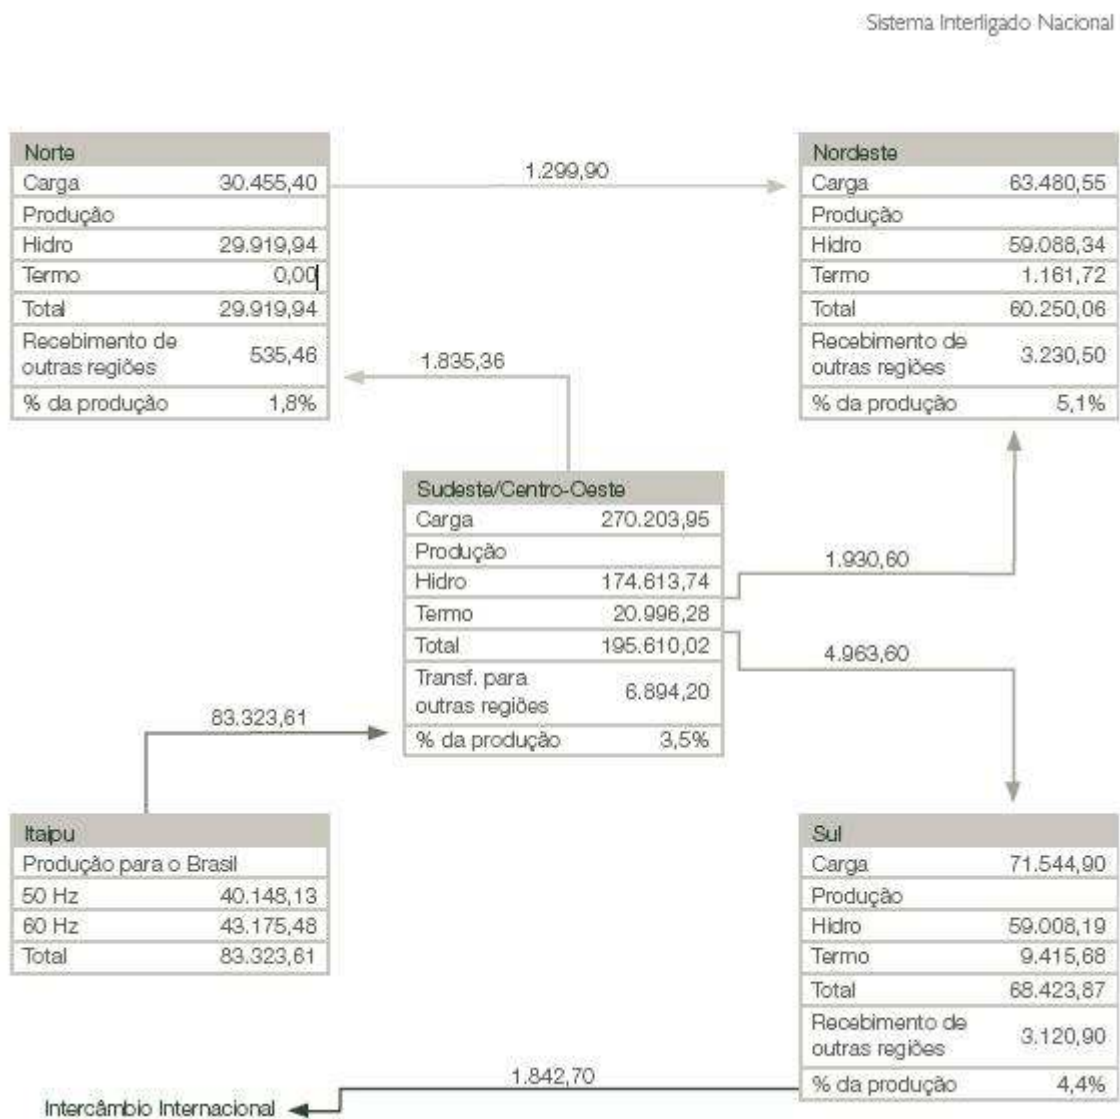 Sistema Interligado Nacional
Norte
Carga 30.455,40
Produção
Hidro 29.919,94
Termo 0,00
Total 29.919,94
Recebimento de
outras regiões 535,46
% da produção 1,8%
1.299,90
Nordeste
Carga 63.480,55
Produção
Hidro 59.088,34
Termo 1.161,72
Total 60.250,06
Recebimento de
outras regiões 3.230,50
% da produção 5,1%
1.835,36
Sudeste/Centro-Oeste
Carga 270.203,95
Produção
Hidro 174.613,74
Termo 20.996,28
Total 195.610,02
Transf. para
outras regiões 6.894,20
% da produção 3,5%
1.930,60
4.963,60
83.323,61
Itaipu
Produção para o Brasil
50 Hz 40.148,13
60 Hz 43.175,48
Total 83.323,61
Sul
Carga 71.544,90
Produção
Hidro 59.008,19
Termo 9.415,68
Total 68.423,87
Recebimento de
outras regiões 3.120,90
% da produção 4,4%
1.842,70
Intercâmbio Internacional